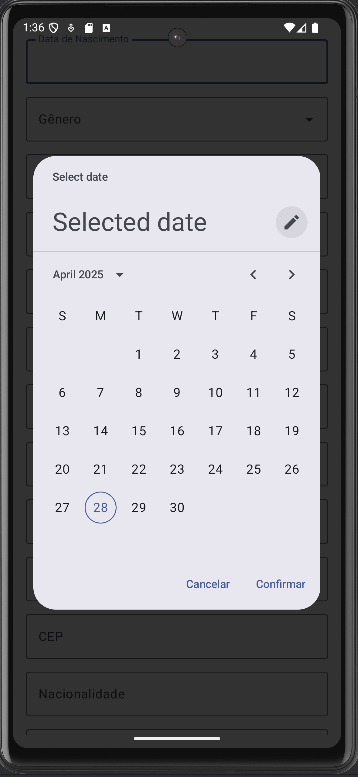 1:36
Data de Nascimento
Gênero
Select date
Selected date
April 2025
S M T W T F S
1 2 3 4 5
6 7 8 9 10 11 12
13 14 15 16 17 18 19
20 21 22 23 24 25 26
27 28 29 30
Cancelar Confirmar
CEP
Nacionalidade